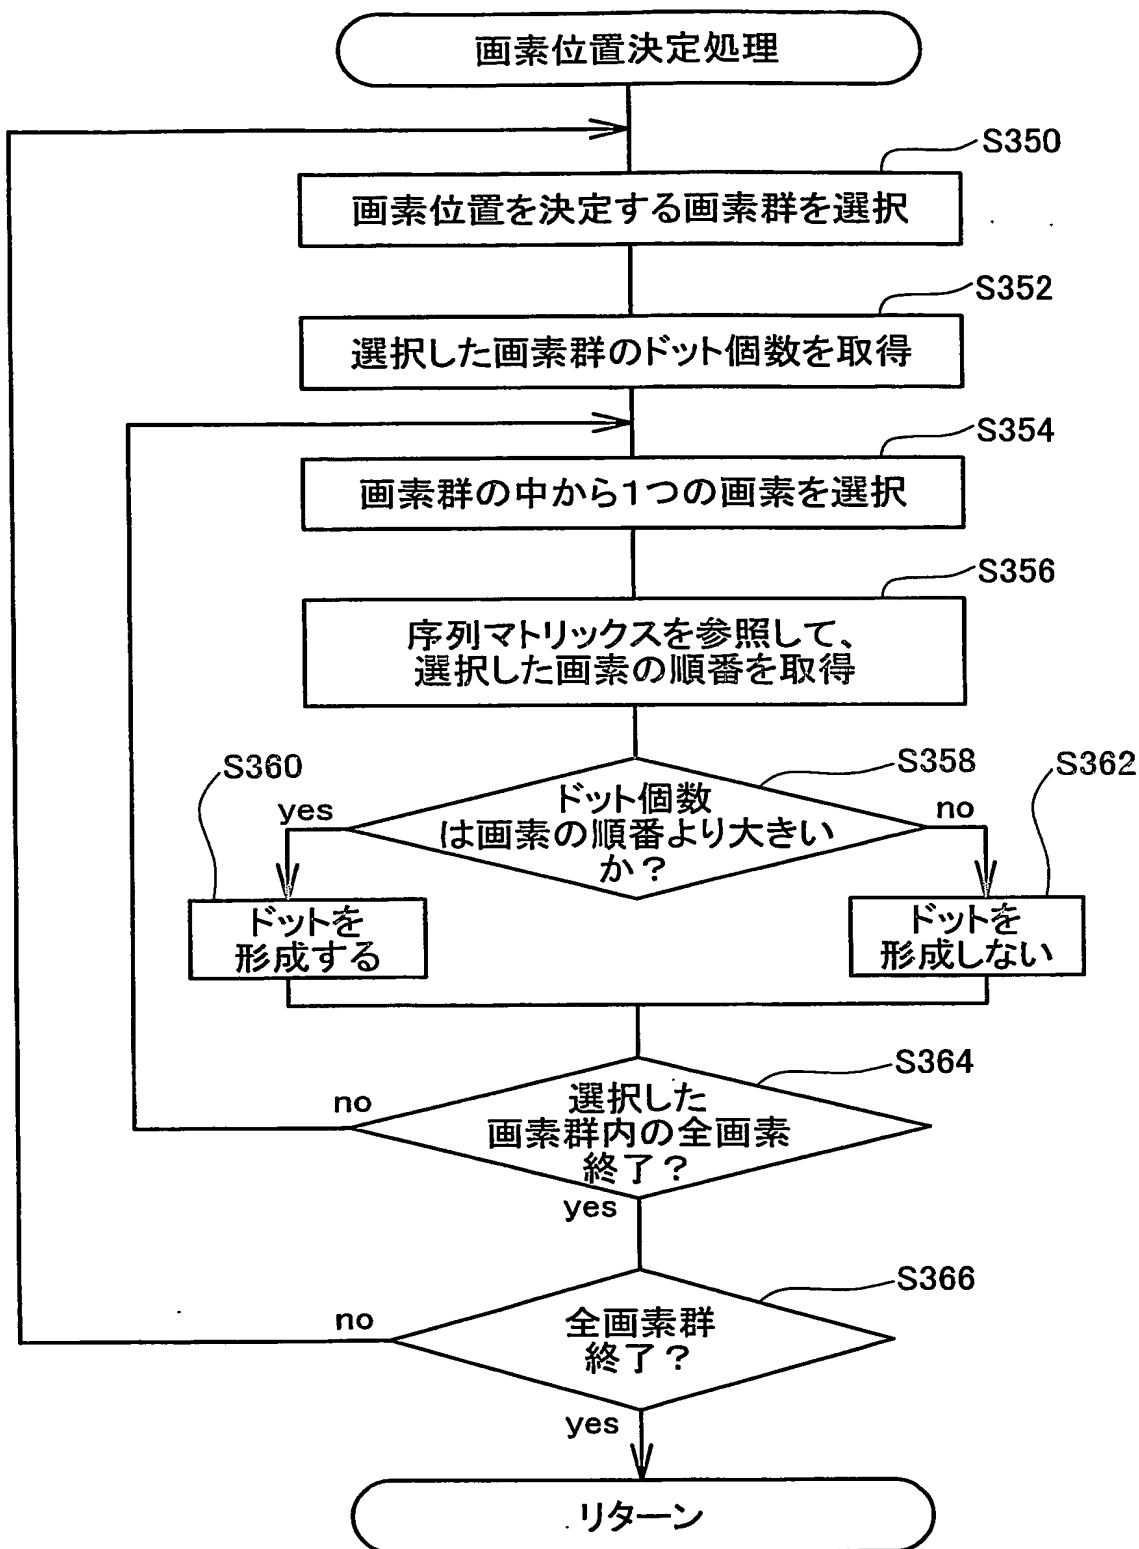 画素位置決定処理
S350
画素位置を決定する画素群を選択
S352
選択した画素群のドット個数を取得
S354
画素群の中から1つの画素を選択
S356
序列マトリックスを参照して、
選択した画素の順番を取得
S358
ドット個数
は画素の順番より大きい
か?
yes
no
S360
ドットを
形成する
S362
ドットを
形成しない
S364
選択した
画素群内の全画素
終了?
no
yes
S366
全画素群
終了?
no
yes
リターン